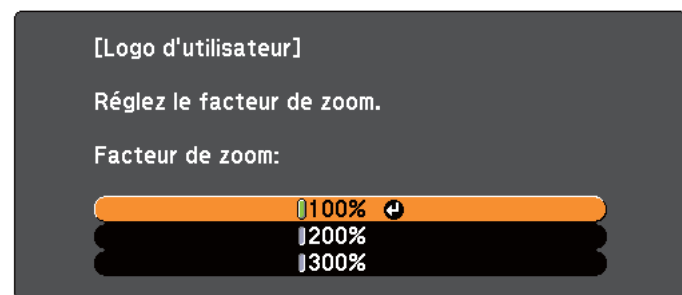 [Logo d'utilisateur]
Réglez le facteur de zoom.
Facteur de zoom:
100%
200%
300%